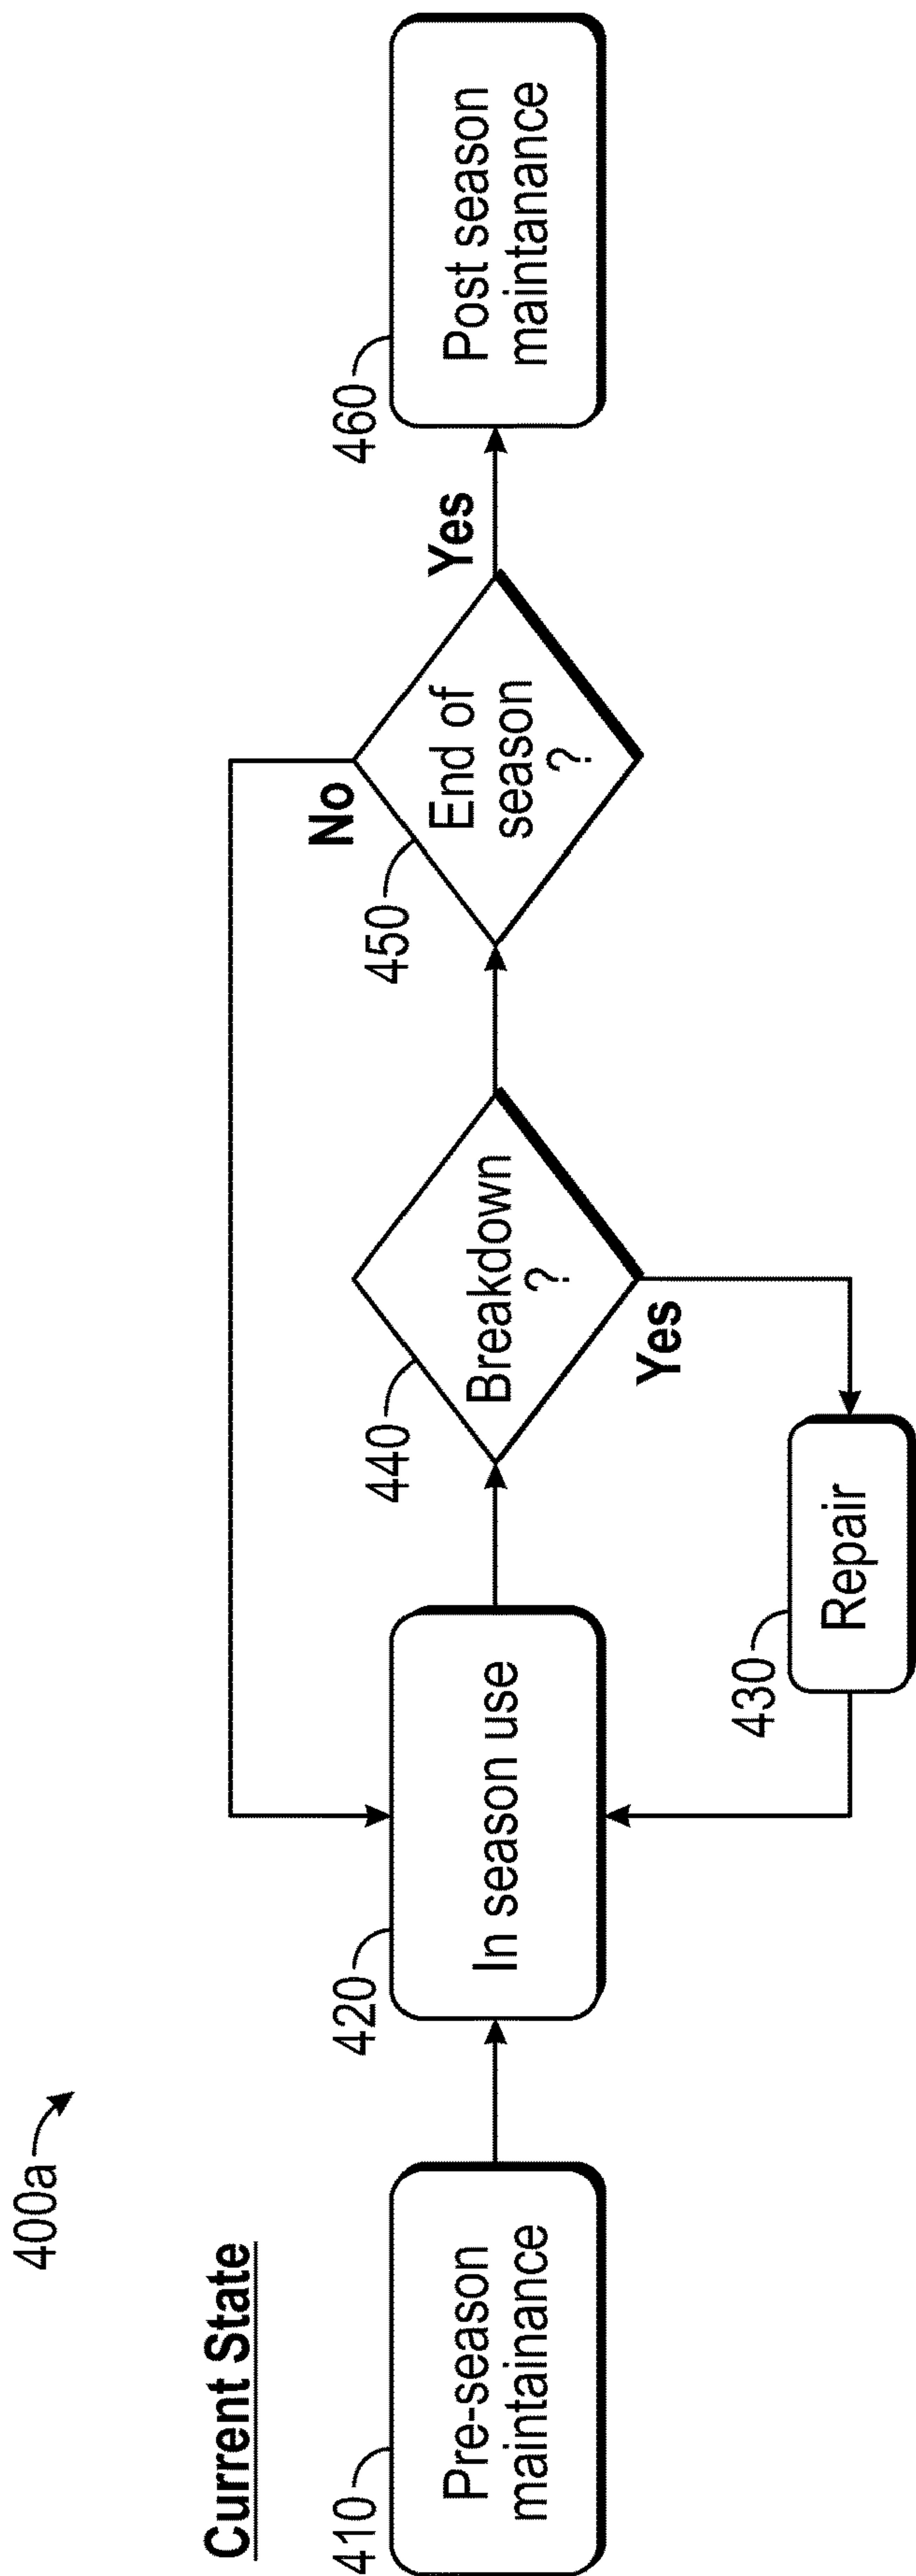 400a
Current State
410
Pre-season
maintainance
420
In season use
430
Repair
440
Breakdown
?
Yes
450
End of
season
?
No
Yes
460
Post season
maintanance